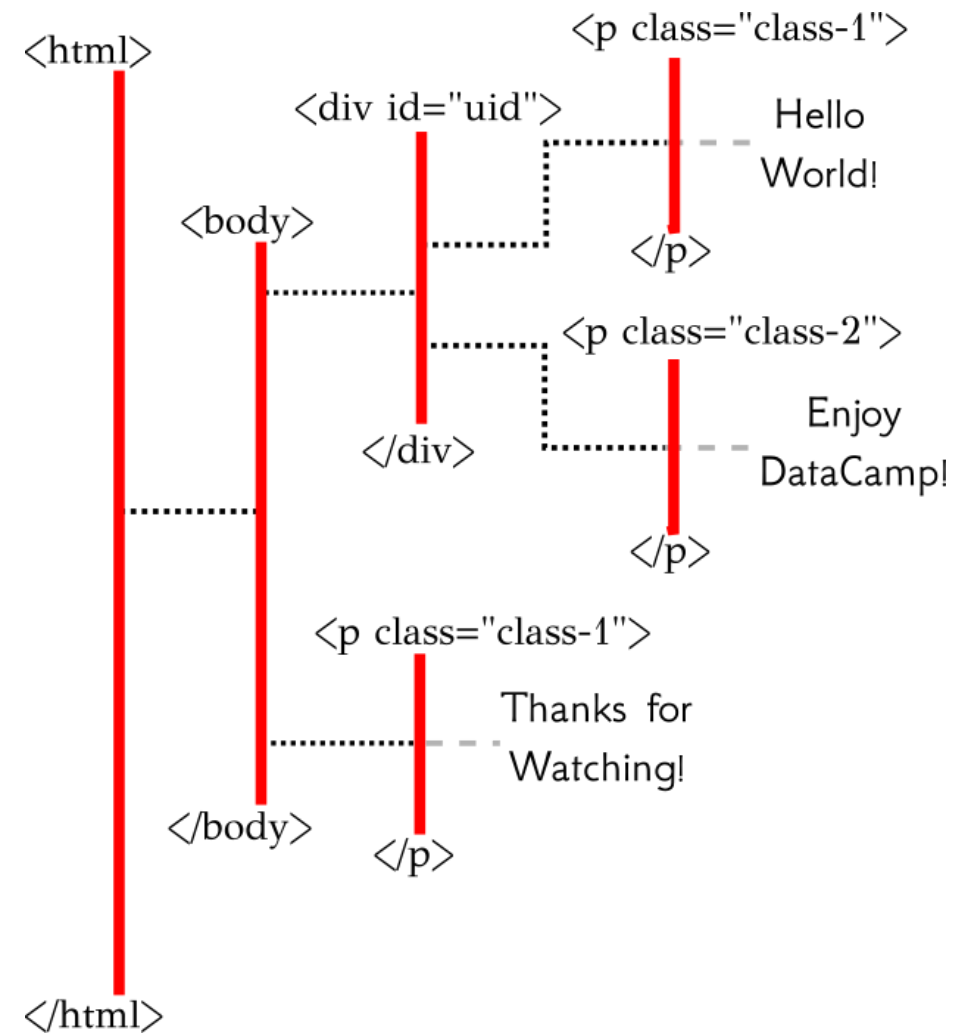 <html>
<body>
<div id="uid">
<p class="class-1">
Hello
World!
</p>
<p class="class-2">
Enjoy
DataCamp!
</p>
</div>
<p class="class-1">
Thanks for
Watching!
</p>
</body>
</html>